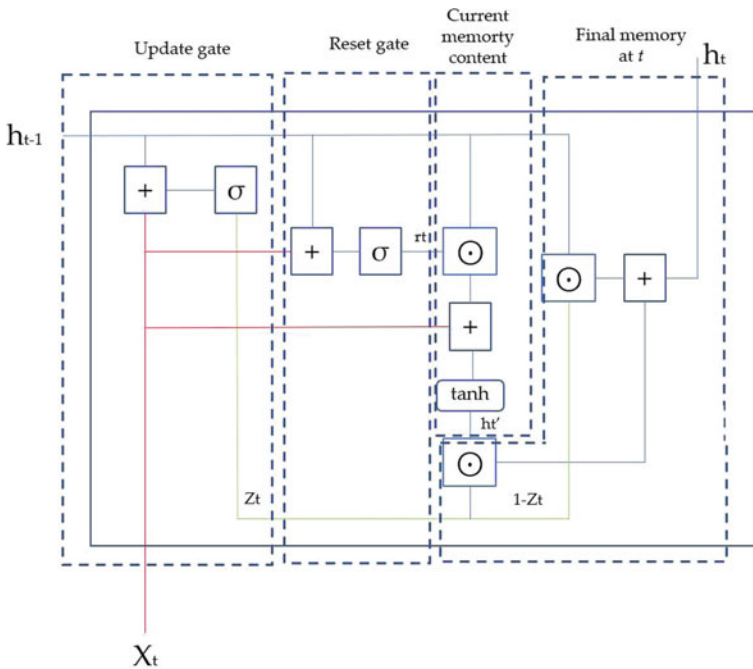 Update gate
Reset gate
Current
memorty
content
Final memory
at t
ht
ht-1
+
σ
+
σ
rt
⊙
⊙
+
+
tanh
ht'
⊙
Zt
1-Zt
Xt